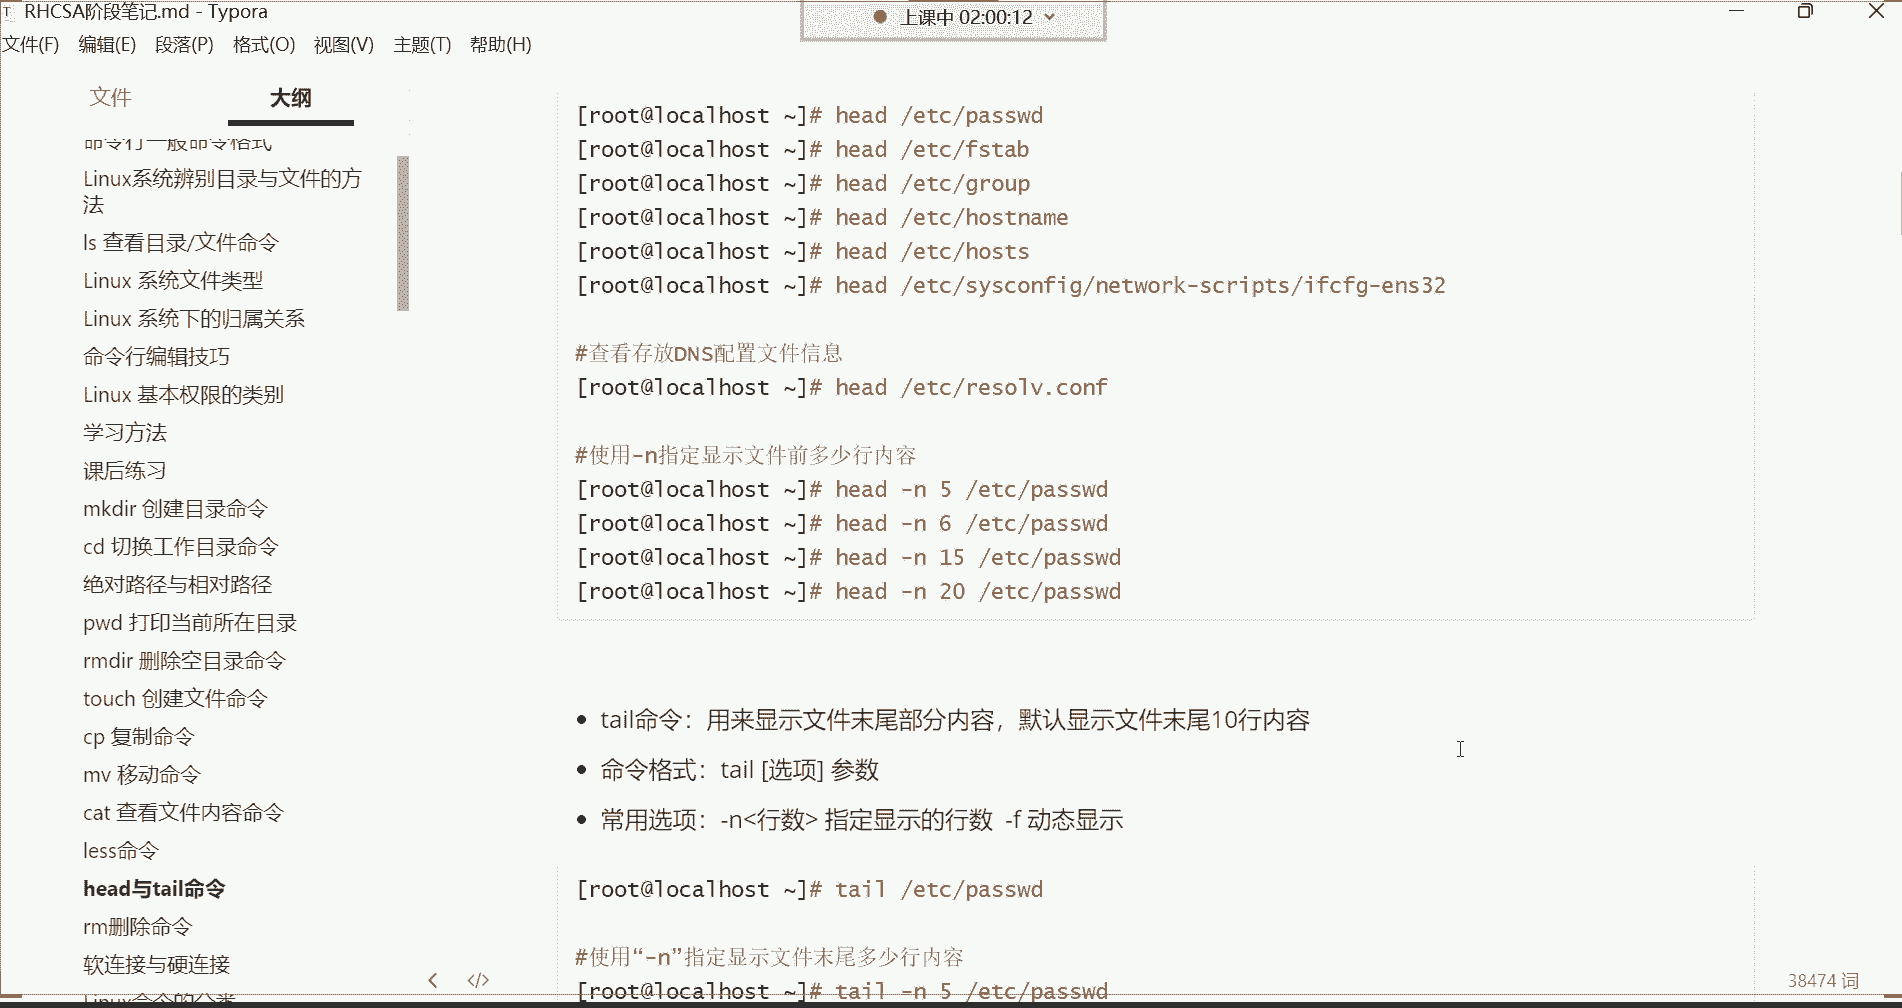 RHCSA阶段笔记.md - Typora
上课中 02:00:12
文件(F) 编辑(E) 段落(P) 格式(O) 视图(V) 主题(T) 帮助(H)
文件 大纲
命令行一般命令格式
Linux系统辨别目录与文件的方
法
ls 查看目录/文件命令
Linux 系统文件类型
Linux 系统下的归属关系
命令行编辑技巧
Linux 基本权限的类别
学习方法
课后练习
mkdir 创建目录命令
cd 切换工作目录命令
绝对路径与相对路径
pwd 打印当前所在目录
rmdir 删除空目录命令
touch 创建文件命令
cp 复制命令
mv 移动命令
cat 查看文件内容命令
less命令
head与tail命令
rm删除命令
软连接与硬连接
Linux命令的分类
[root@localhost ~]# head /etc/passwd
[root@localhost ~]# head /etc/fstab
[root@localhost ~]# head /etc/group
[root@localhost ~]# head /etc/hostname
[root@localhost ~]# head /etc/hosts
[root@localhost ~]# head /etc/sysconfig/network-scripts/ifcfg-ens32
#查看存放DNS配置文件信息
[root@localhost ~]# head /etc/resolv.conf
#使用-n指定显示文件前多少行内容
[root@localhost ~]# head -n 5 /etc/passwd
[root@localhost ~]# head -n 6 /etc/passwd
[root@localhost ~]# head -n 15 /etc/passwd
[root@localhost ~]# head -n 20 /etc/passwd
• tail命令：用来显示文件末尾部分内容，默认显示文件末尾10行内容
• 命令格式：tail [选项] 参数
• 常用选项：-n<行数> 指定显示的行数 -f 动态显示
[root@localhost ~]# tail /etc/passwd
#使用“-n”指定显示文件末尾多少行内容
[root@localhost ~]# tail -n 5 /etc/passwd
38474 词